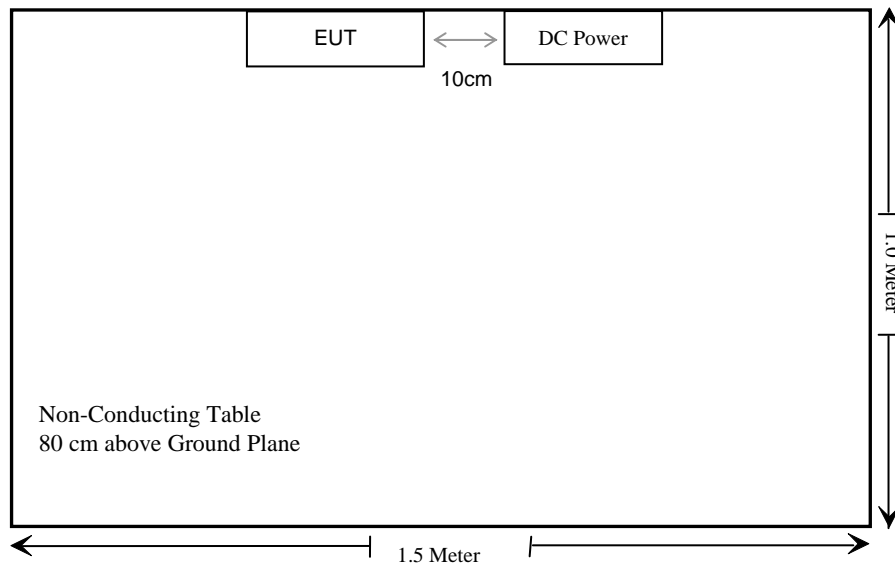 EUT
DC Power
10cm
1.0 Meter
Non-Conducting Table
80 cm above Ground Plane
1.5 Meter